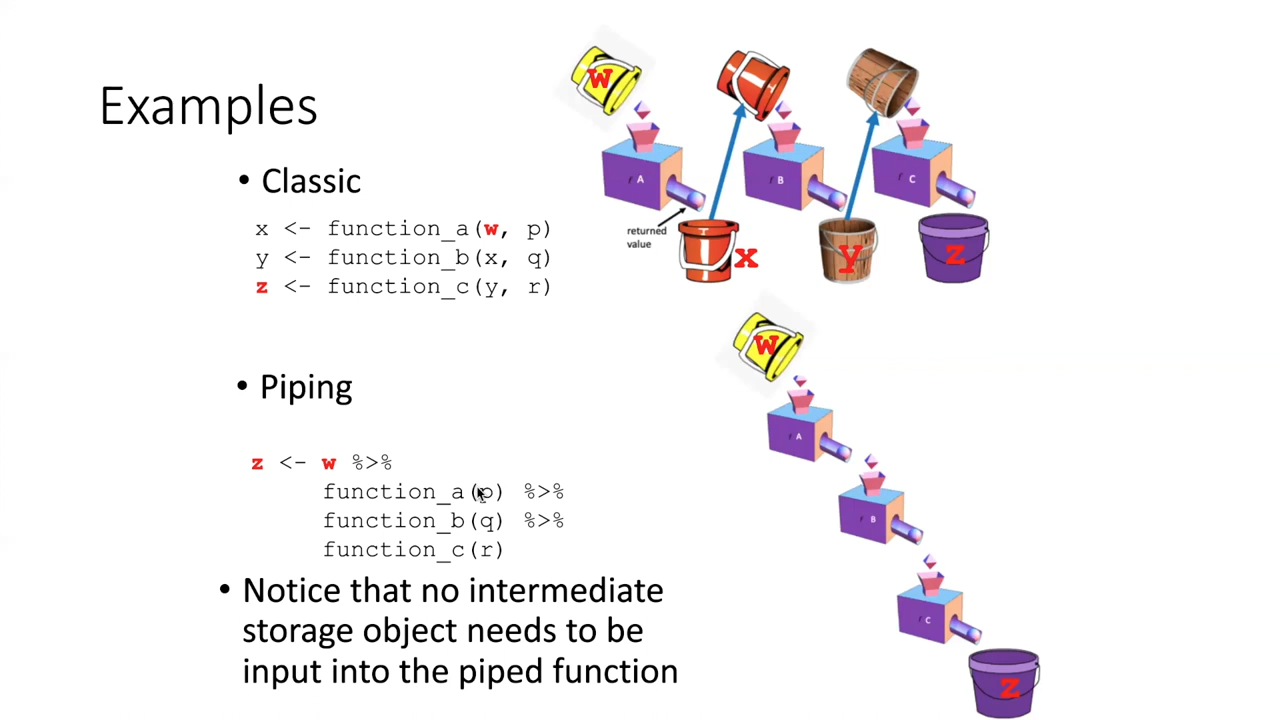 Examples
• Classic
x <- function_a(w, p)
y <- function_b(x, q)
z <- function_c(y, r)
w
f A
f B
f C
returned
value
x
y
z
• Piping
z <- w %>%
function_a(p) %>%
function_b(q) %>%
function_c(r)
• Notice that no intermediate
storage object needs to be
input into the piped function
w
f A
f B
f C
z